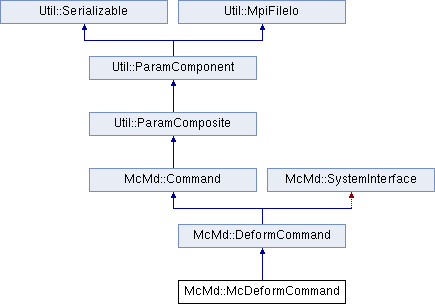 Util::Serializable
Util::MpiFileIo
Util::ParamComponent
Util::ParamComposite
McMd::Command
McMd::SystemInterface
McMd::DeformCommand
McMd::McDeformCommand